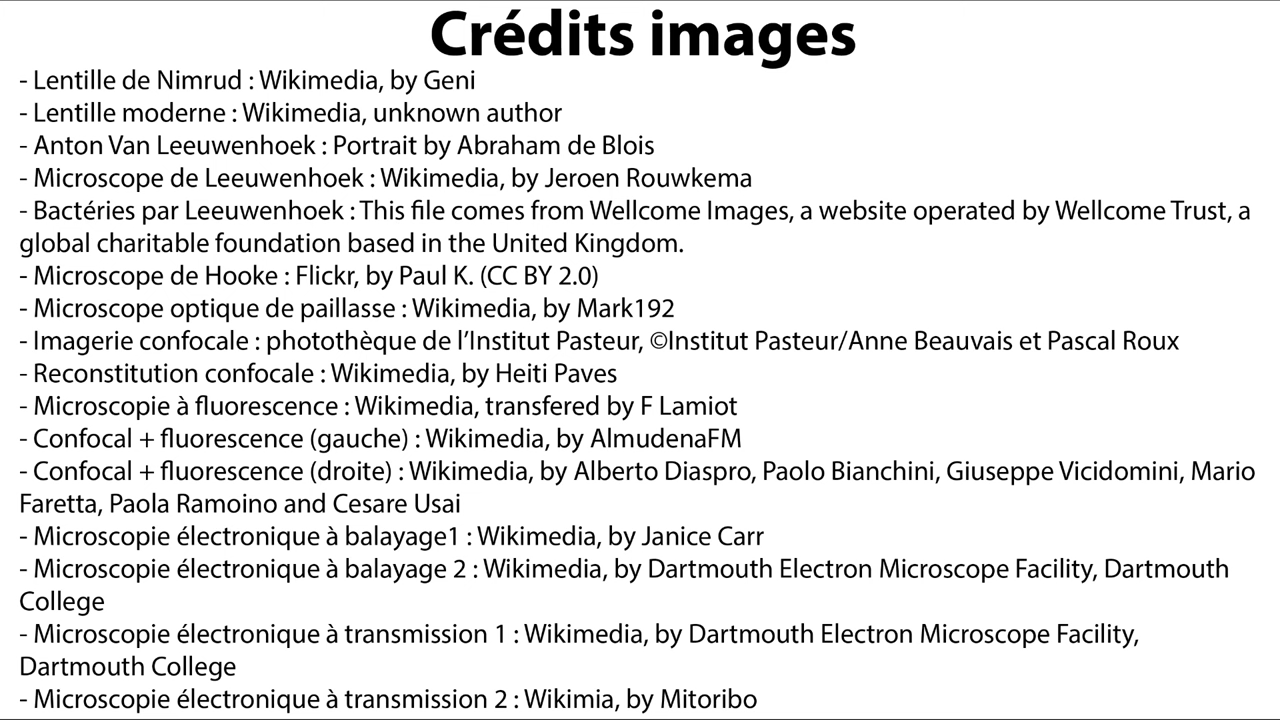 Crédits images
- Lentille de Nimrud : Wikimedia, by Geni
- Lentille moderne : Wikimedia, unknown author
- Anton Van Leeuwenhoek : Portrait by Abraham de Blois
- Microscope de Leeuwenhoek : Wikimedia, by Jeroen Rouwkema
- Bactéries par Leeuwenhoek : This file comes from Wellcome Images, a website operated by Wellcome Trust, a
global charitable foundation based in the United Kingdom.
- Microscope de Hooke : Flickr, by Paul K. (CC BY 2.0)
- Microscope optique de paillasse : Wikimedia, by Mark192
- Imagerie confocale : photothèque de l’Institut Pasteur, ©Institut Pasteur/Anne Beauvais et Pascal Roux
- Reconstitution confocale : Wikimedia, by Heiti Paves
- Microscopie à fluorescence : Wikimedia, transfered by F Lamiot
- Confocal + fluorescence (gauche) : Wikimedia, by AlmudenaFM
- Confocal + fluorescence (droite) : Wikimedia, by Alberto Diaspro, Paolo Bianchini, Giuseppe Vicidomini, Mario
Faretta, Paola Ramoino and Cesare Usai
- Microscopie électronique à balayage1 : Wikimedia, by Janice Carr
- Microscopie électronique à balayage 2 : Wikimedia, by Dartmouth Electron Microscope Facility, Dartmouth
College
- Microscopie électronique à transmission 1 : Wikimedia, by Dartmouth Electron Microscope Facility,
Dartmouth College
- Microscopie électronique à transmission 2 : Wikimia, by Mitoribo